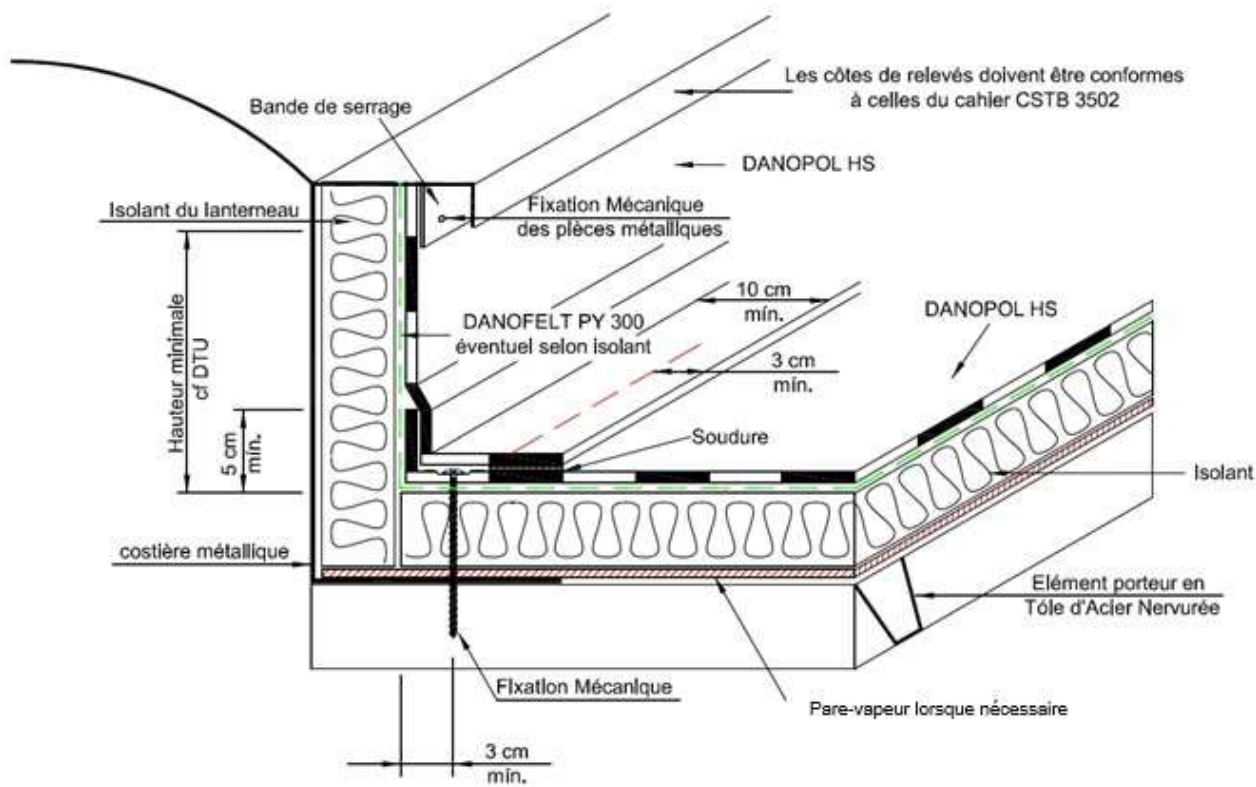 Les côtes de relevés doivent être conformes
à celles du cahier CSTB 3502
Bande de serrage
DANOPOL HS
Isolant du lanterneau
Fixation Mécanique
des pièces métalliques
10 cm
mín.
DANOFELT PY 300
éventuel selon isolant
DANOPOL HS
3 cm
mín.
Hauteur minimale
cf DTU
5 cm
mín.
Soudure
Isolant
costière métallique
Elément porteur en
Tóle d'Acier Nervurée
Fixation Mécanique
Pare-vapeur lorsque nécessaire
3 cm
mín.